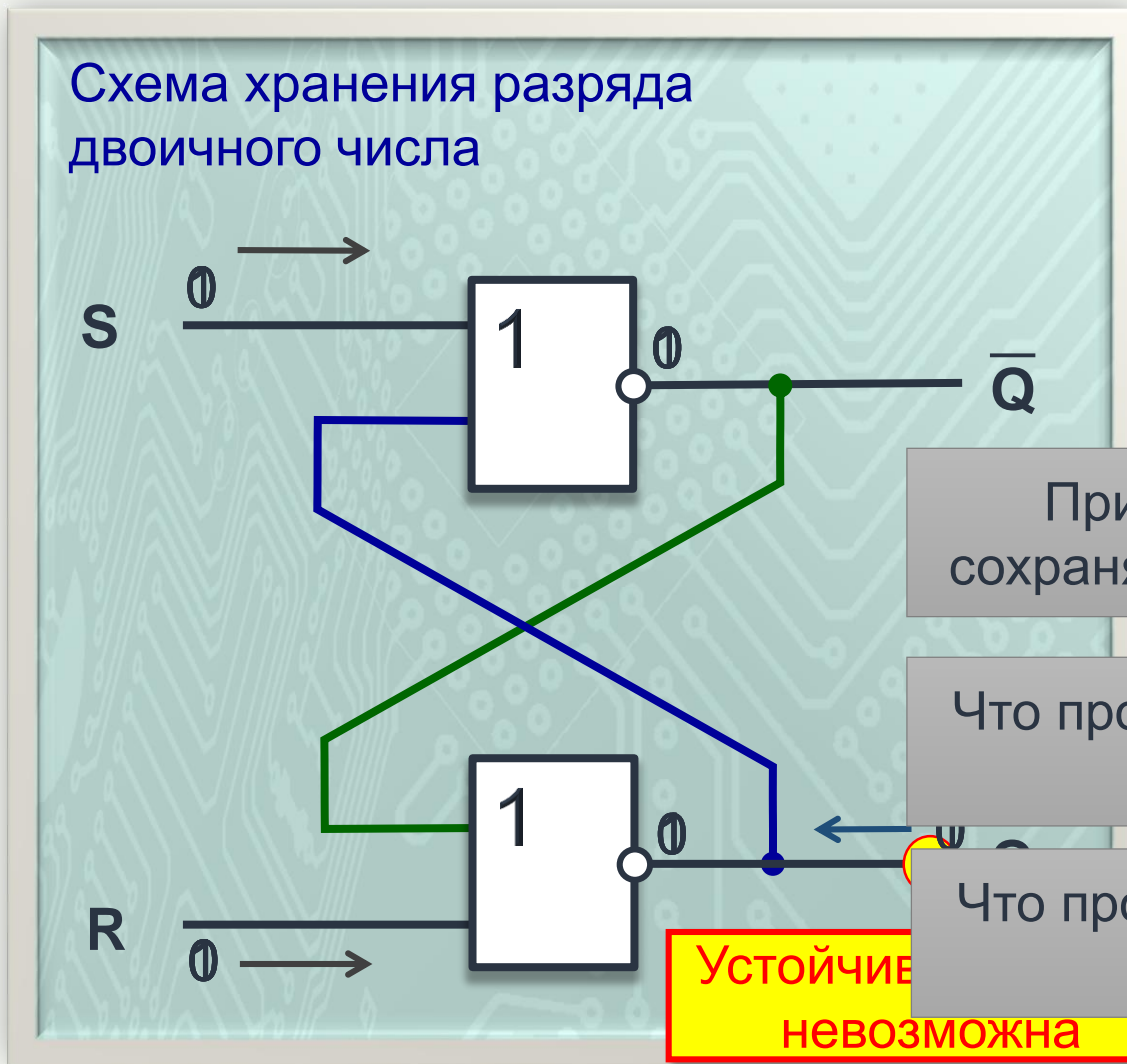 Схема хранения разряда
двоичного числа
S
1
Q
При
сохраня
Что про
1
R
Что про
Устойчив
невозможна